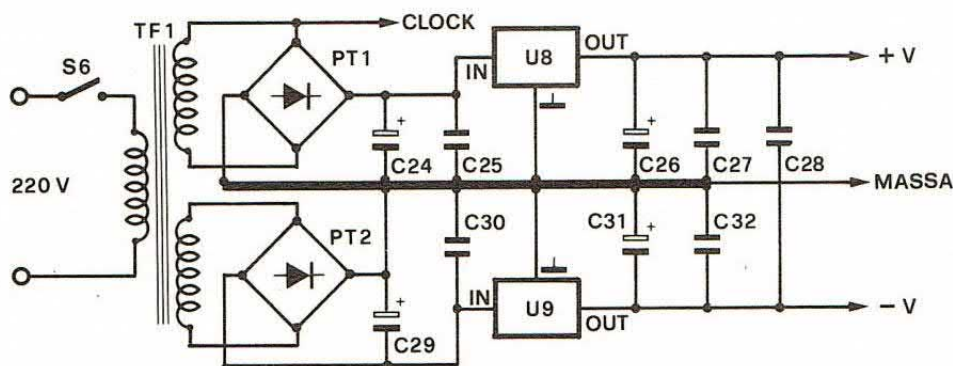 TF1
CLOCK
S6
PT1
IN
U8
OUT
+ V
+
C24
C25
+
C26
C27
C28
220 V
MASSA
PT2
C30
C31
+
C32
+
C29
IN
U9
OUT
- V